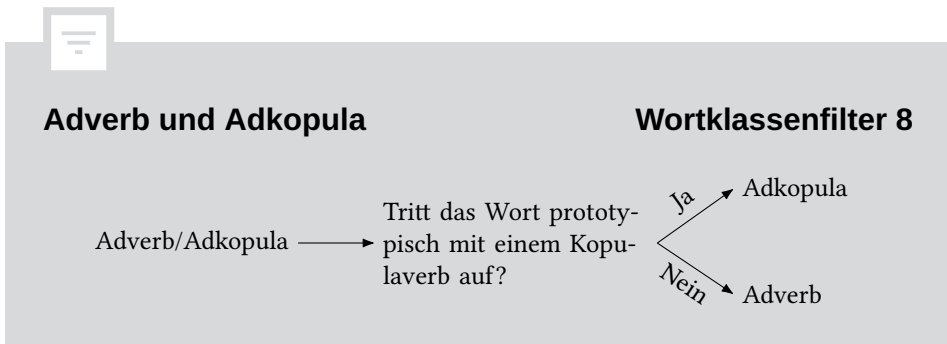 Adverb und Adkopula
Wortklassenfilter 8
Adverb/Adkopula
Tritt das Wort prototy-
pisch mit einem Kopu-
laverb auf?
Ja
Adkopula
Nein
Adverb